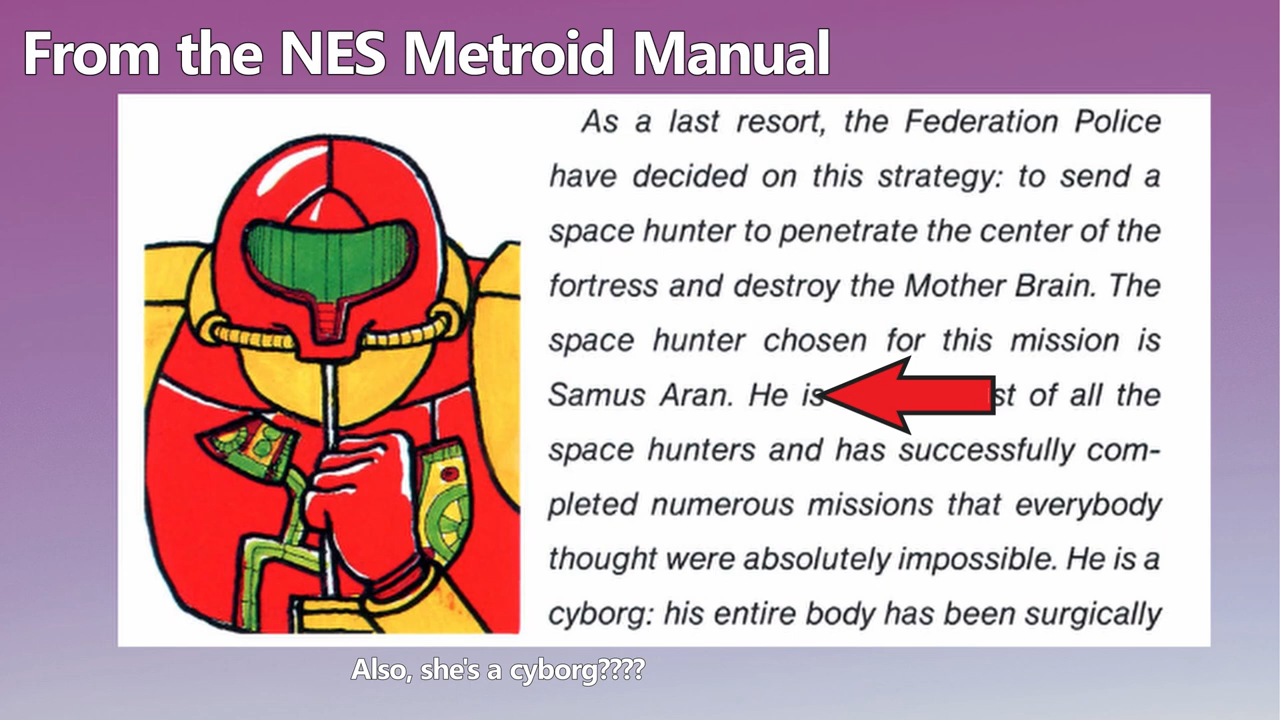 From the NES Metroid Manual
As a last resort, the Federation Police
have decided on this strategy: to send a
space hunter to penetrate the center of the
fortress and destroy the Mother Brain. The
space hunter chosen for this mission is
Samus Aran. He is st of all the
space hunters and has successfully com-
pleted numerous missions that everybody
thought were absolutely impossible. He is a
cyborg: his entire body has been surgically
Also, she's a cyborg????